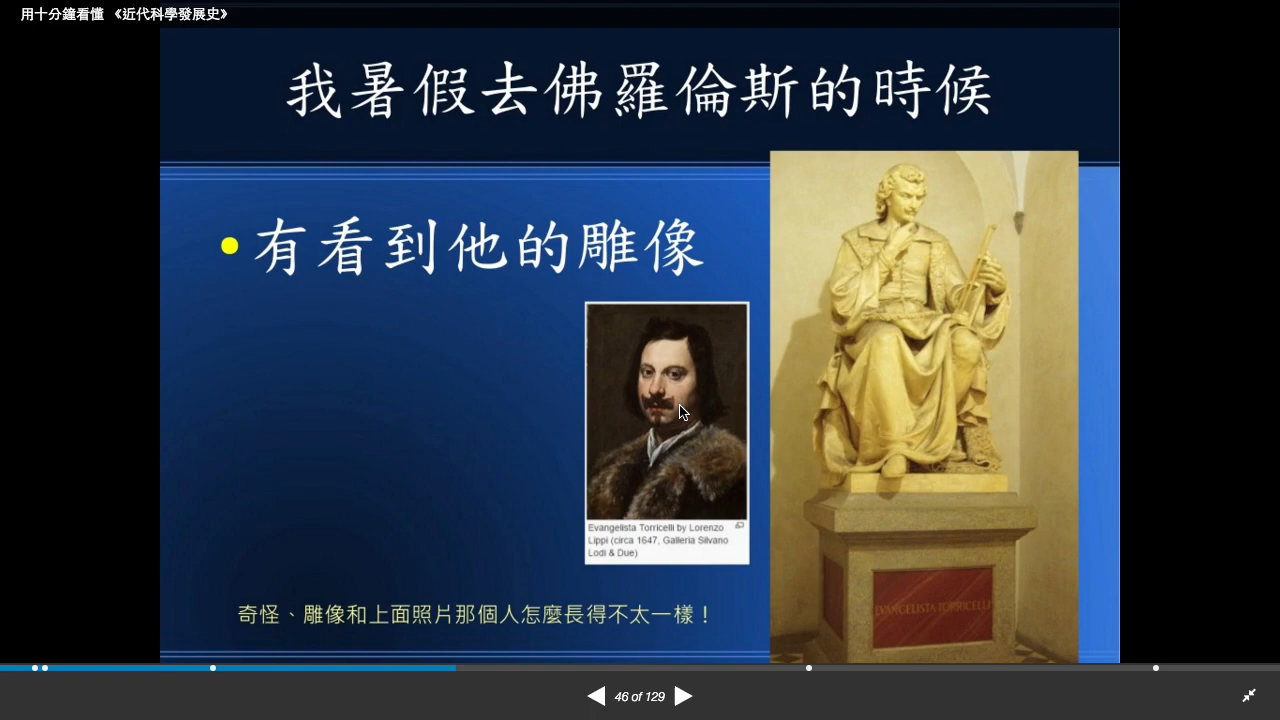 用十分鐘看懂 《近代科學發展史》
我暑假去佛羅倫斯的時候
有看到他的雕像
Evangelista Torricelli by Lorenzo
Lippi (circa 1647, Galleria Silvano
Lodi & Due)
EVANGELISTA TORRICELLI
奇怪、雕像和上面照片那個人怎麼長得不太一樣！
46 of 129